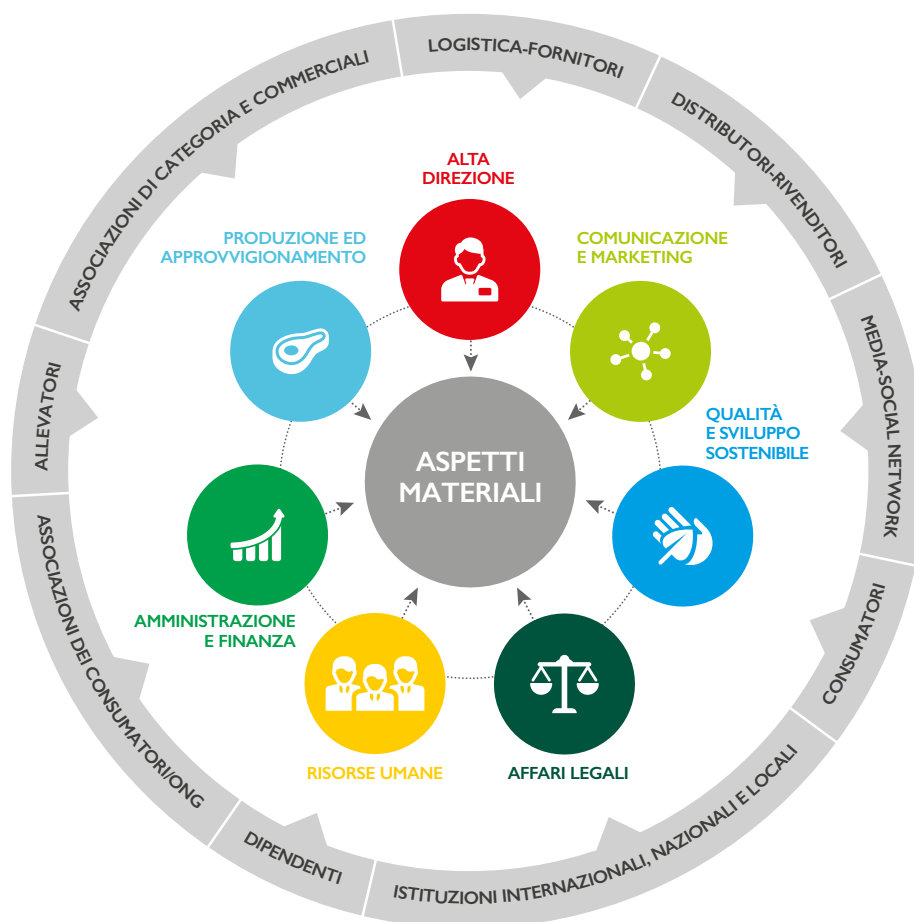 LOGISTICA-FORNITORI
DISTRIBUTORI-RIVENDITORI
MEDIA-SOCIAL NETWORK
CONSUMATORI
ISTITUZIONI INTERNAZIONALI, NAZIONALI E LOCALI
DIPENDENTI
ASSOCIAZIONI DEI CONSUMATORI/ONG
ALLEVATORI
ASSOCIAZIONI DI CATEGORIA E COMMERCIALI
ALTA
DIREZIONE
COMUNICAZIONE
E MARKETING
QUALITÀ
E SVILUPPO
SOSTENIBILE
AFFARI LEGALI
RISORSE UMANE
AMMINISTRAZIONE
E FINANZA
PRODUZIONE ED
APPROVVIGIONAMENTO
ASPETTI
MATERIALI